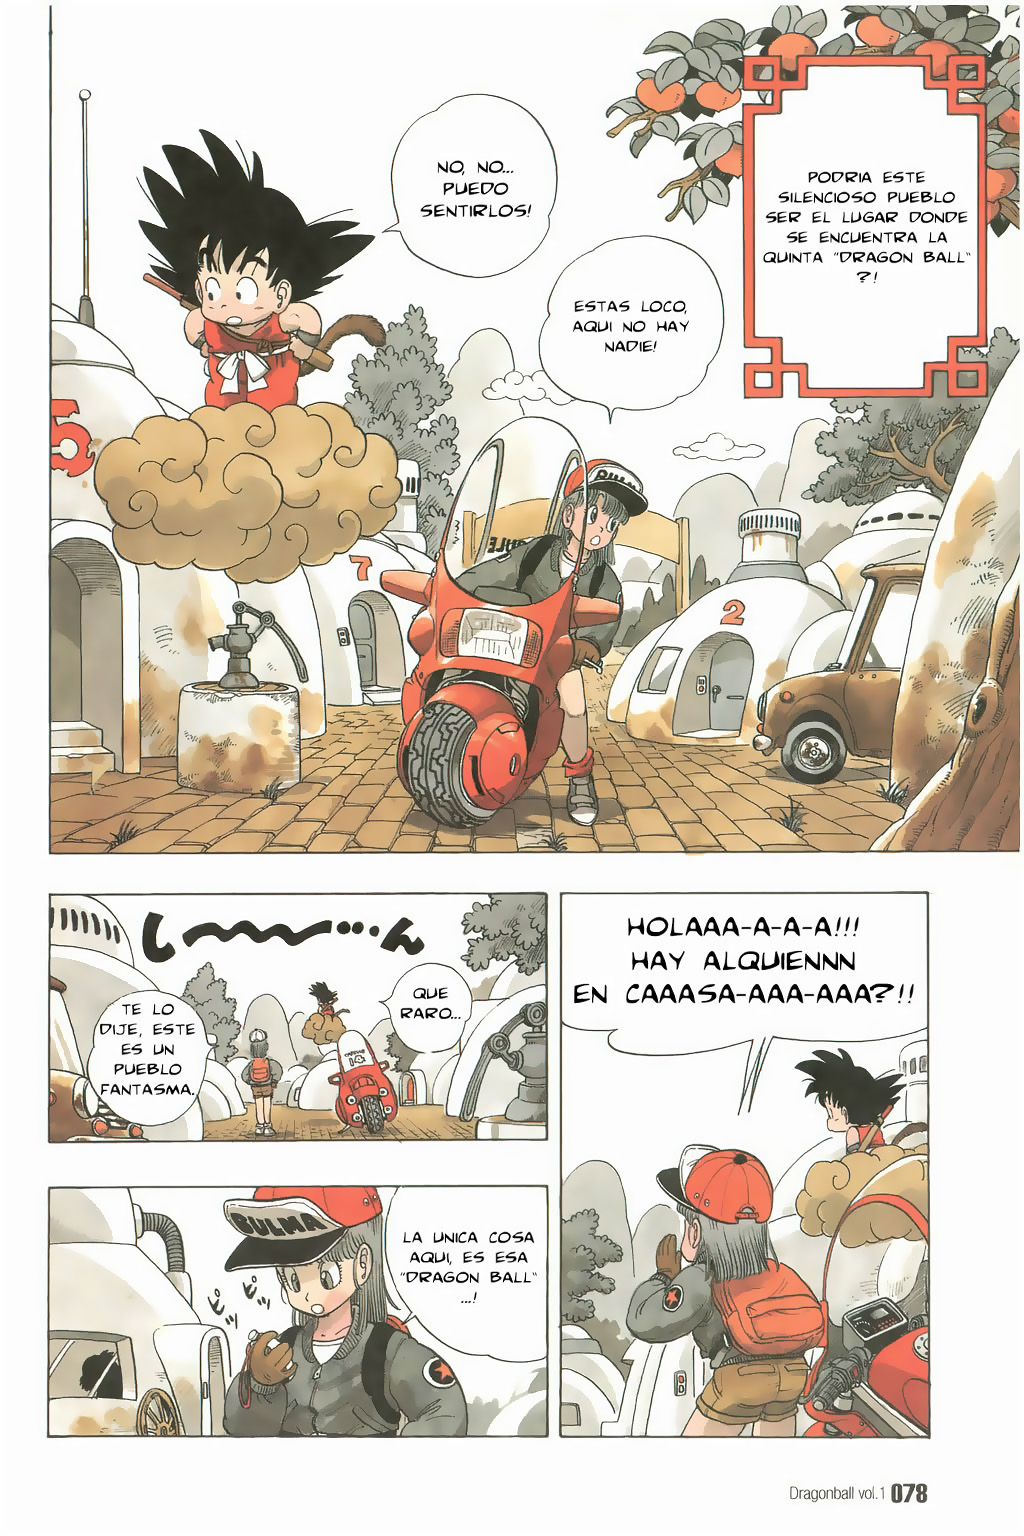 PODRIA ESTE
SILENCIOSO PUEBLO
SER EL LUGAR DONDE
SE ENCUENTRA LA
QUINTA "DRAGON BALL"
?!
NO, NO...
PUEDO
SENTIRLOS!
ESTAS LOCO,
AQUI NO HAY
NADIE!
BULMA
5
7
2
し〜〜〜…ん
QUE
RARO...
TE LO
DIJE, ESTE
ES UN
PUEBLO
FANTASMA.
HOLAAA-A-A-A!!!
HAY ALQUIENNN
EN CAAASA-AAA-AAA?!!
LA UNICA COSA
AQUI, ES ESA
"DRAGON BALL"
...!
BULMA
ピッ
ピッ
Dragonball vol.1 078